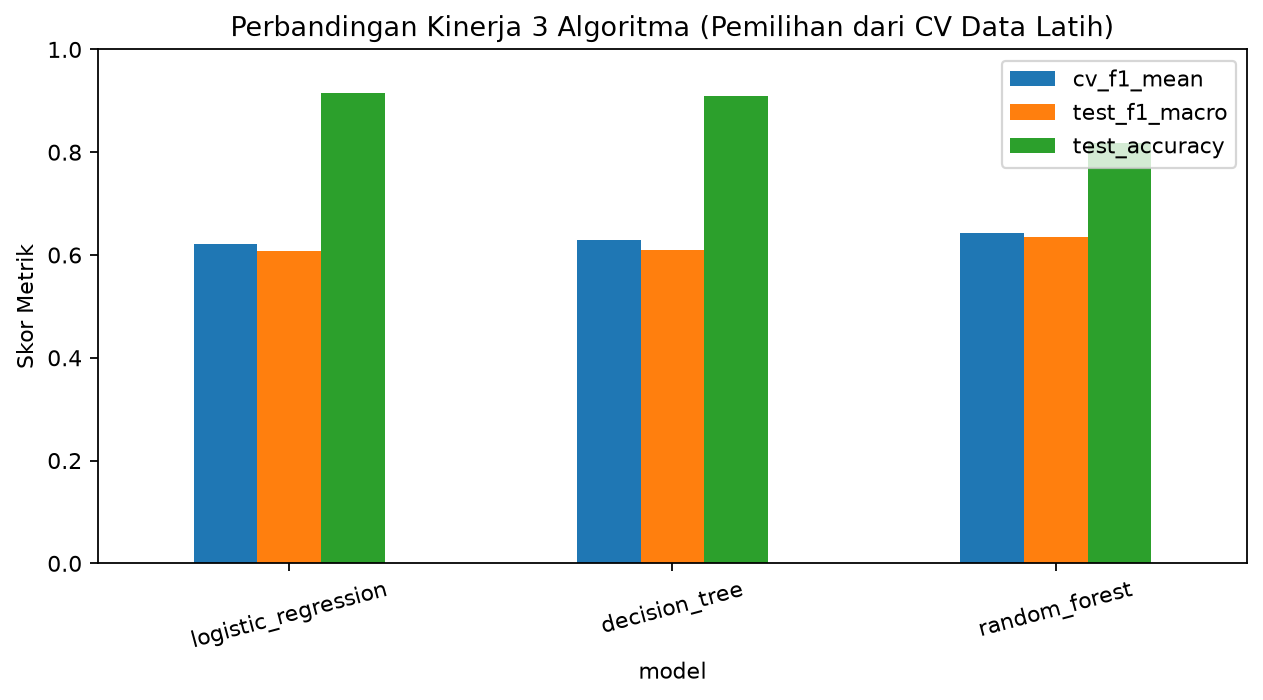 Perbandingan Kinerja 3 Algoritma (Pemilihan dari CV Data Latih)
1.0
0.8
0.6
0.4
0.2
0.0
Skor Metrik
cv_f1_mean
test_f1_macro
test_accuracy
logistic_regression
decision_tree
random_forest
model